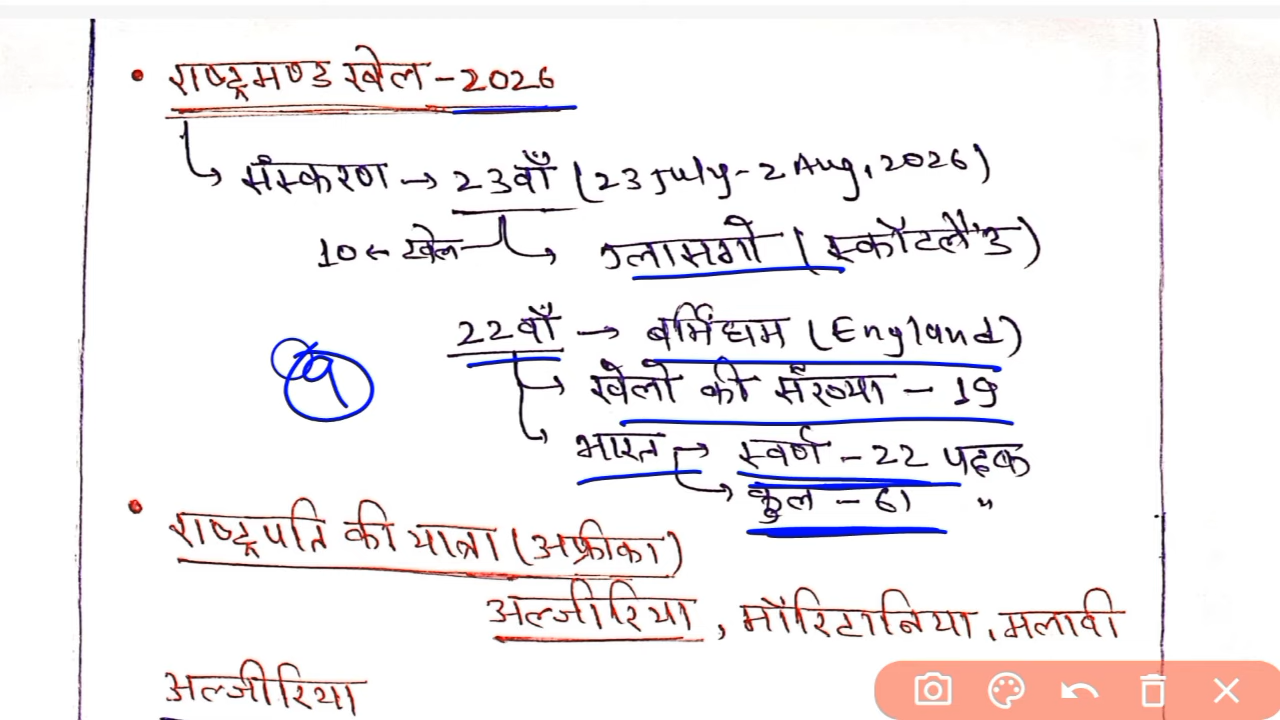 • राष्ट्रमण्ड खेल - 2026
संस्करण → 23वाँ (23 July - 2 Aug, 2026)
10 ← खेल → ग्लासगो (स्कॉटलैंड)
22वाँ → बर्मिंघम (England)
9
→ खेलों की संख्या - 19
भारत → स्वर्ण - 22 पदक
→ कुल - 61 "
• राष्ट्रपति की यात्रा (अफ्रीका)
अल्जीरिया, मॉरिटानिया, मलावी
अल्जीरिया